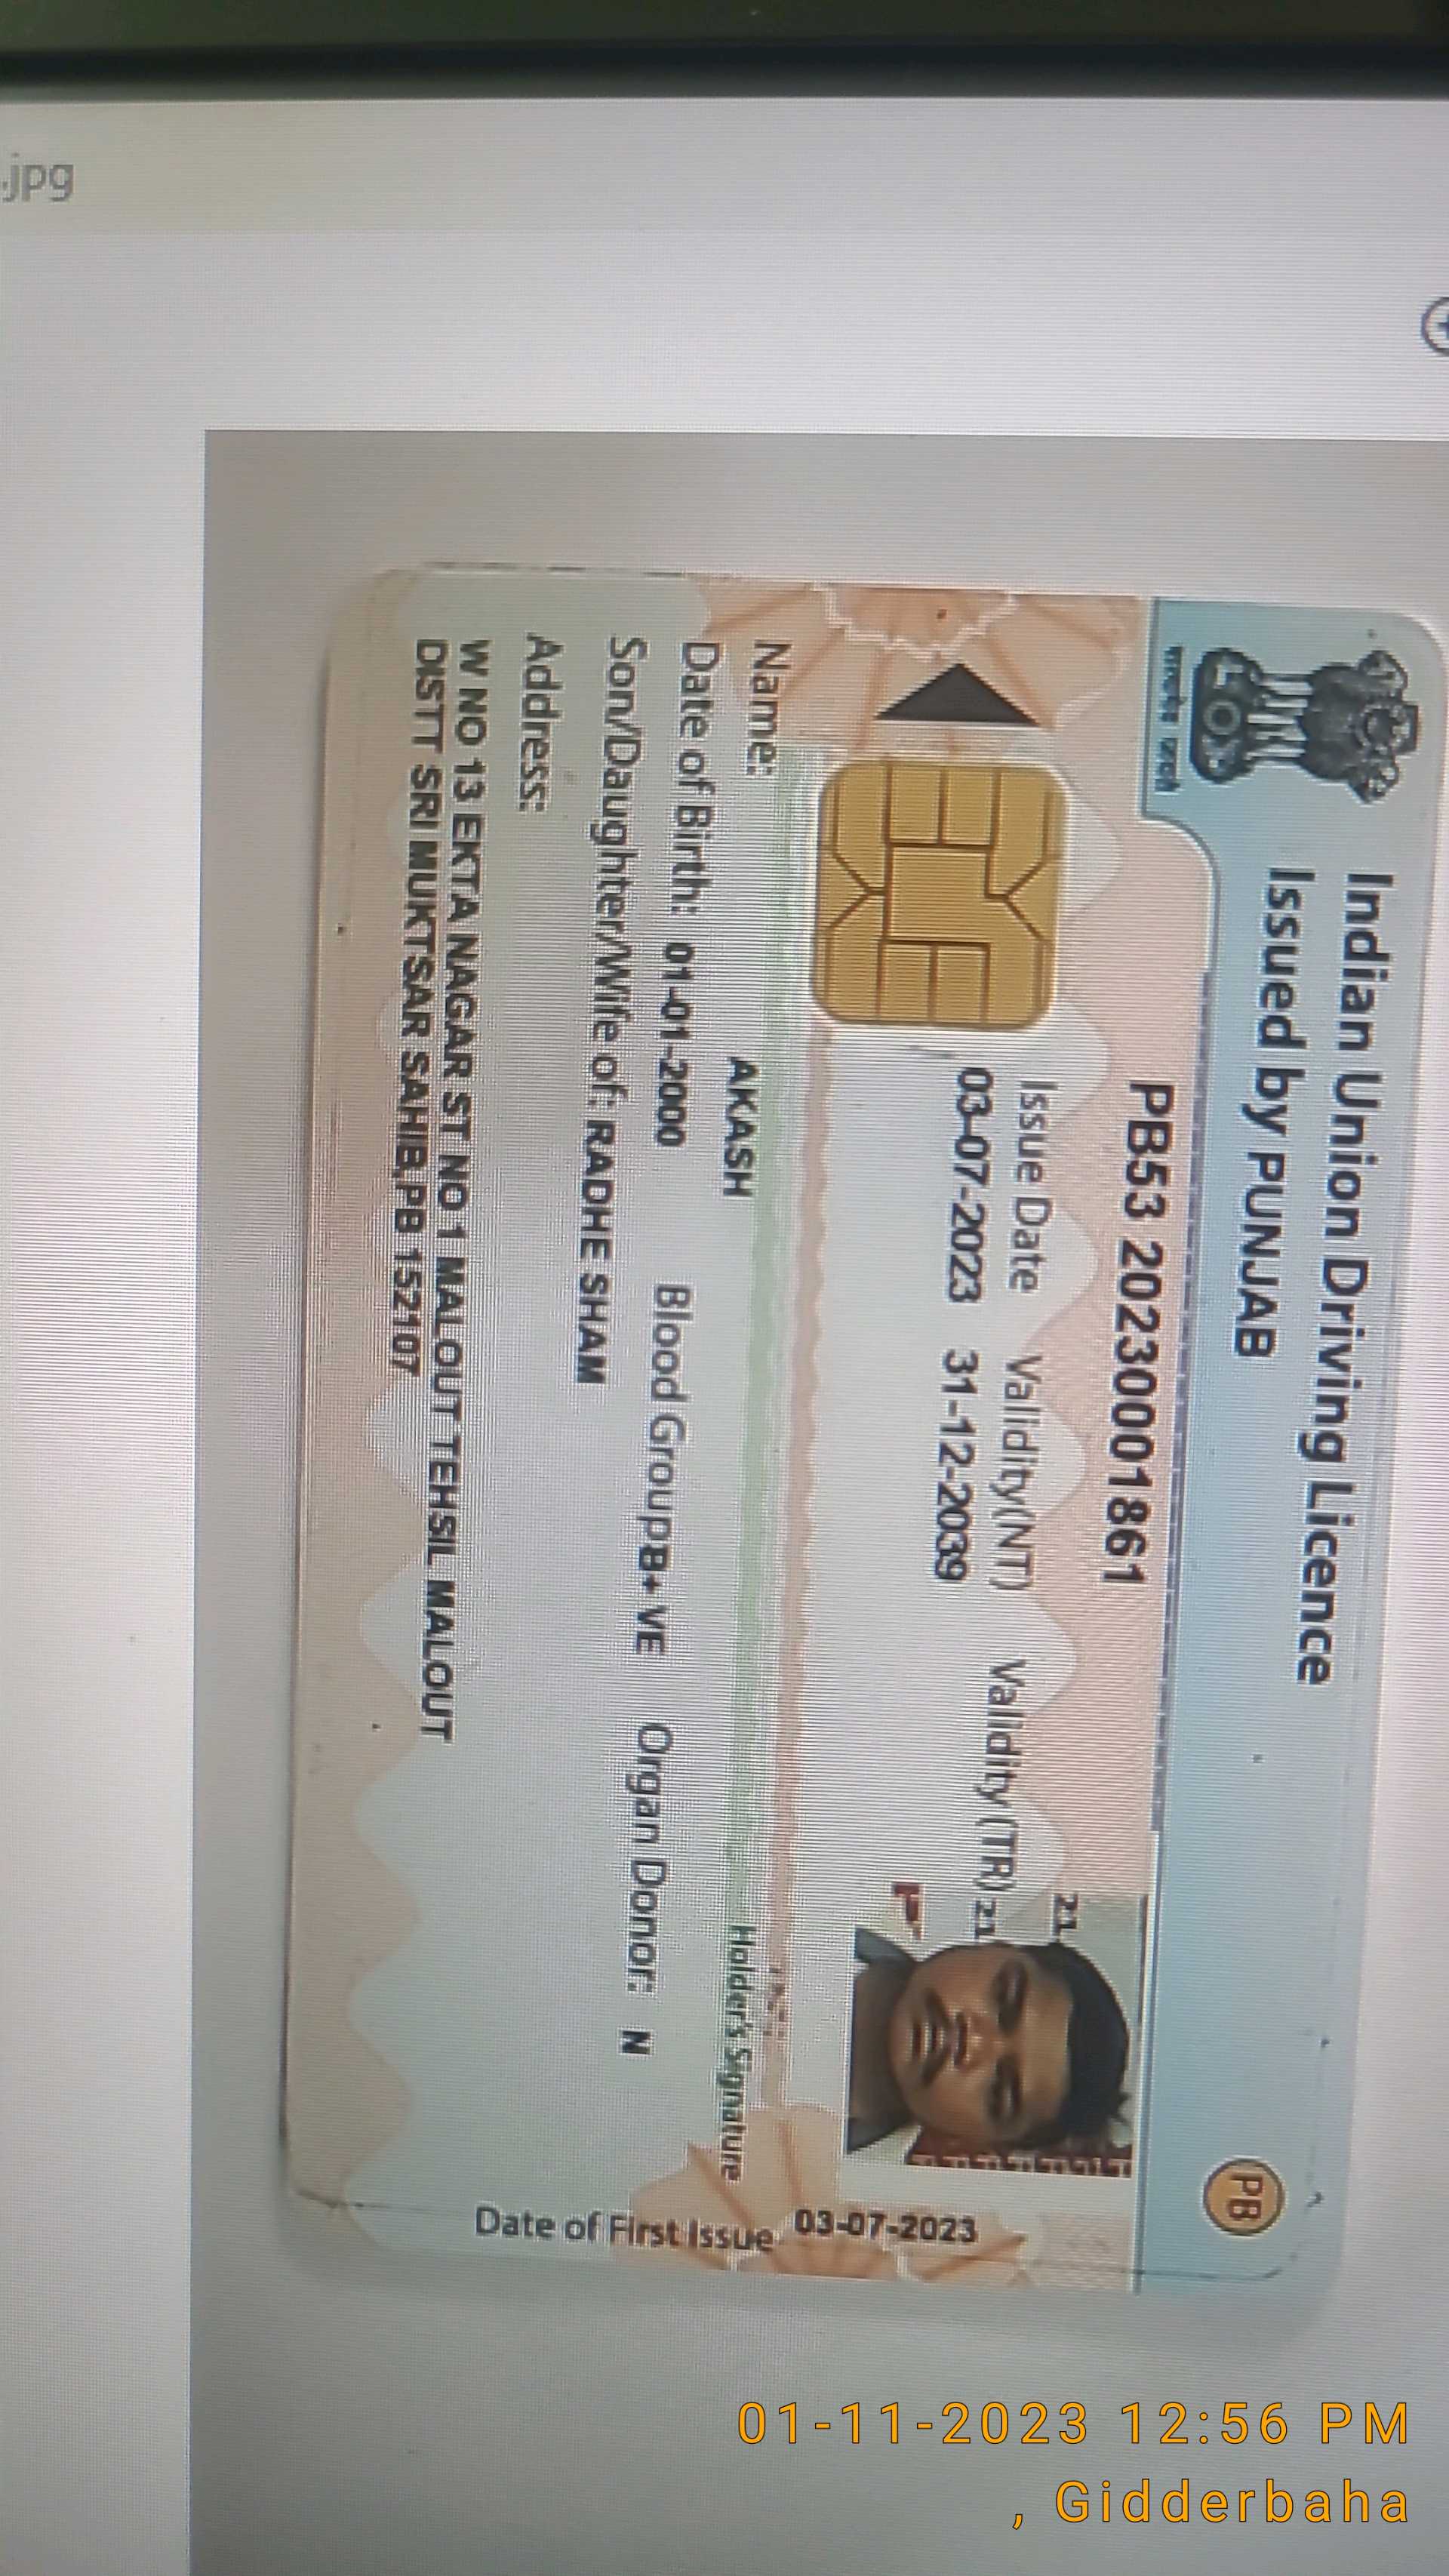 .jpg
Indian Union Driving Licence
Issued by PUNJAB
PB
सत्यमेव जयते
PB53 20230001861
Issue Date Validity(NT) Validity(TR)
03-07-2023 31-12-2039
21
21
Holder's Signature
Name: AKASH
Date of Birth: 01-01-2000 Blood Group B+ VE Organ Donor: N
Son/Daughter/Wife of: RADHE SHAM
Address:
W NO 13 EKTA NAGAR ST NO 1 MALOUT TEHSIL MALOUT
DISTT SRI MUKTSAR SAHIB,PB 152107
Date of First Issue 03-07-2023
01-11-2023 12:56 PM
, Gidderbaha